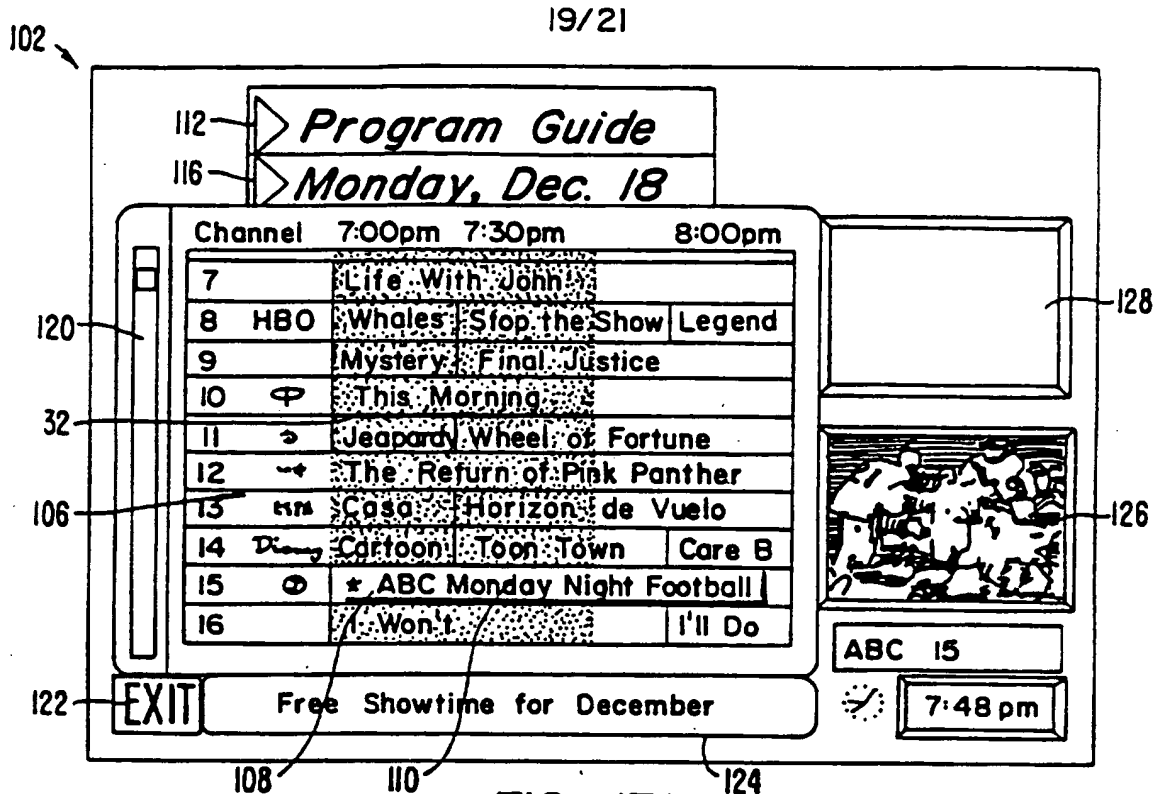 19/21
102
112 Program Guide
116 Monday, Dec. 18
Channel 7:00pm 7:30pm 8:00pm
7 Life With John
8 HBO Whales Stop the Show Legend
128
120
9 Mystery Final Justice
10 This Morning
32
11 Jeapardy Wheel of Fortune
12 The Return of Pink Panther
106
13 Casa Horizon de Vuelo
126
14 Disney Cartoon Toon Town Care B
15 * ABC Monday Night Football
16 I Won't I'll Do
ABC 15
122 EXIT Free Showtime for December 7:48 pm
108 110 124